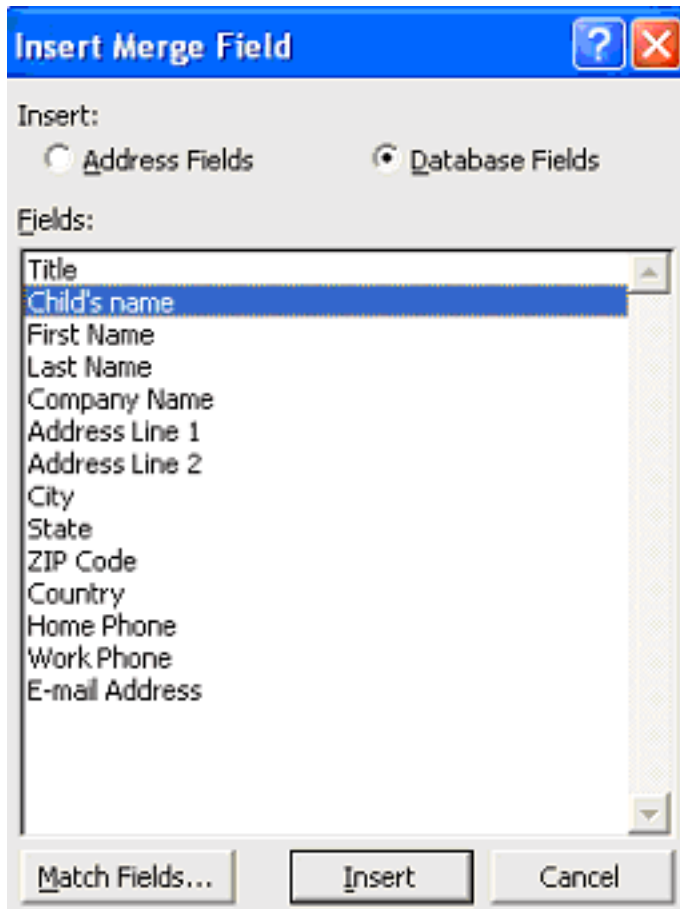 Insert Merge Field
Insert:
Address Fields Database Fields
Fields:
Title
Child's name
First Name
Last Name
Company Name
Address Line 1
Address Line 2
City
State
ZIP Code
Country
Home Phone
Work Phone
E-mail Address
Match Fields... Insert Cancel